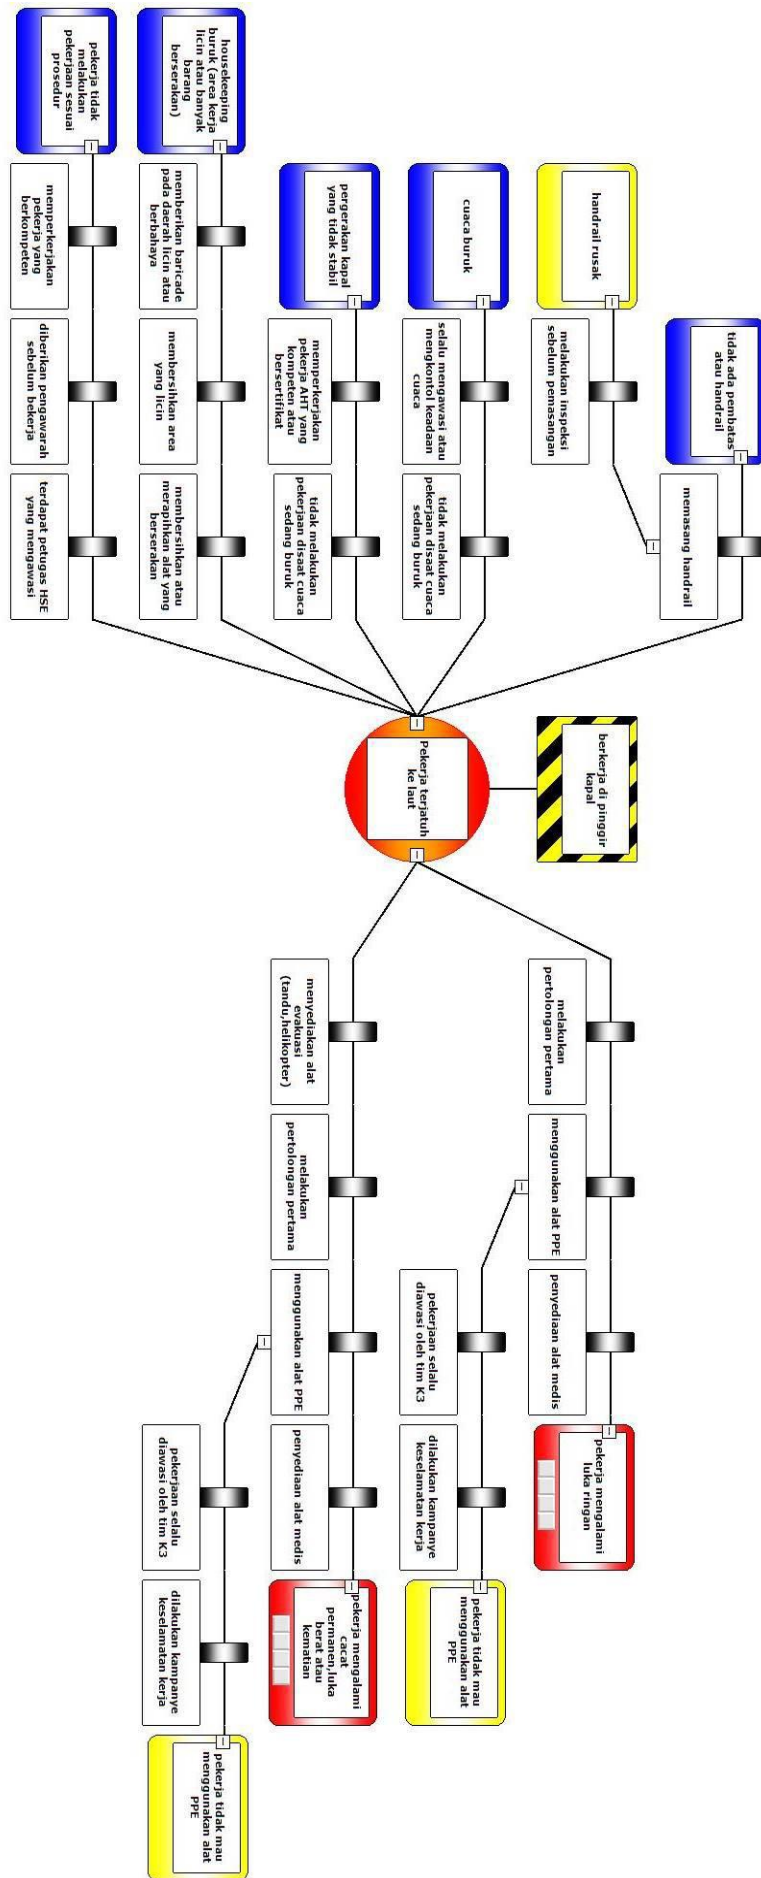 berkerja di pinggir
kapal
Pekerja terjatuh
ke laut
tidak ada pembatas
atau handrail
memasang handrail
handrail rusak
melakukan inspeksi
sebelum pemasangan
cuaca buruk
selalu mengawasi atau
mengkontol keadaan
cuaca
tidak melakukan
pekerjaan disaat cuaca
sedang buruk
pergerakan kapal
yang tidak stabil
memperkerjakan
pekerja AHT yang
kompeten atau
bersertifikat
tidak melakukan
pekerjaan disaat cuaca
sedang buruk
housekeeping
buruk (area kerja
licin atau banyak
barang
berserakan)
memberikan baricade
pada daerah licin atau
berbahaya
membersihkan area
yang licin
membersihkan atau
merapihkan alat yang
berserakan
pekerja tidak
melakukan
pekerjaan sesuai
prosedur
memperkerjakan
pekerja yang
berkompeten
diberikan pengawarah
sebelum bekerja
terdapat petugas HSE
yang mengawasi
melakukan
pertolongan pertama
menggunakan alat PPE
penyediaan alat medis
pekerja mengalami
luka ringan
pekerjaan selalu
diawasi oleh tim K3
dilakukan kampanye
keselamatan kerja
pekerja tidak mau
menggunakan alat
PPE
menyediakan alat
evakuasi
(tandu,helikopter)
melakukan
pertolongan pertama
menggunakan alat PPE
penyediaan alat medis
pekerja mengalami
cacat
permanen,luka
berat atau
kematian
pekerjaan selalu
diawasi oleh tim K3
dilakukan kampanye
keselamatan kerja
pekerja tidak mau
menggunakan alat
PPE